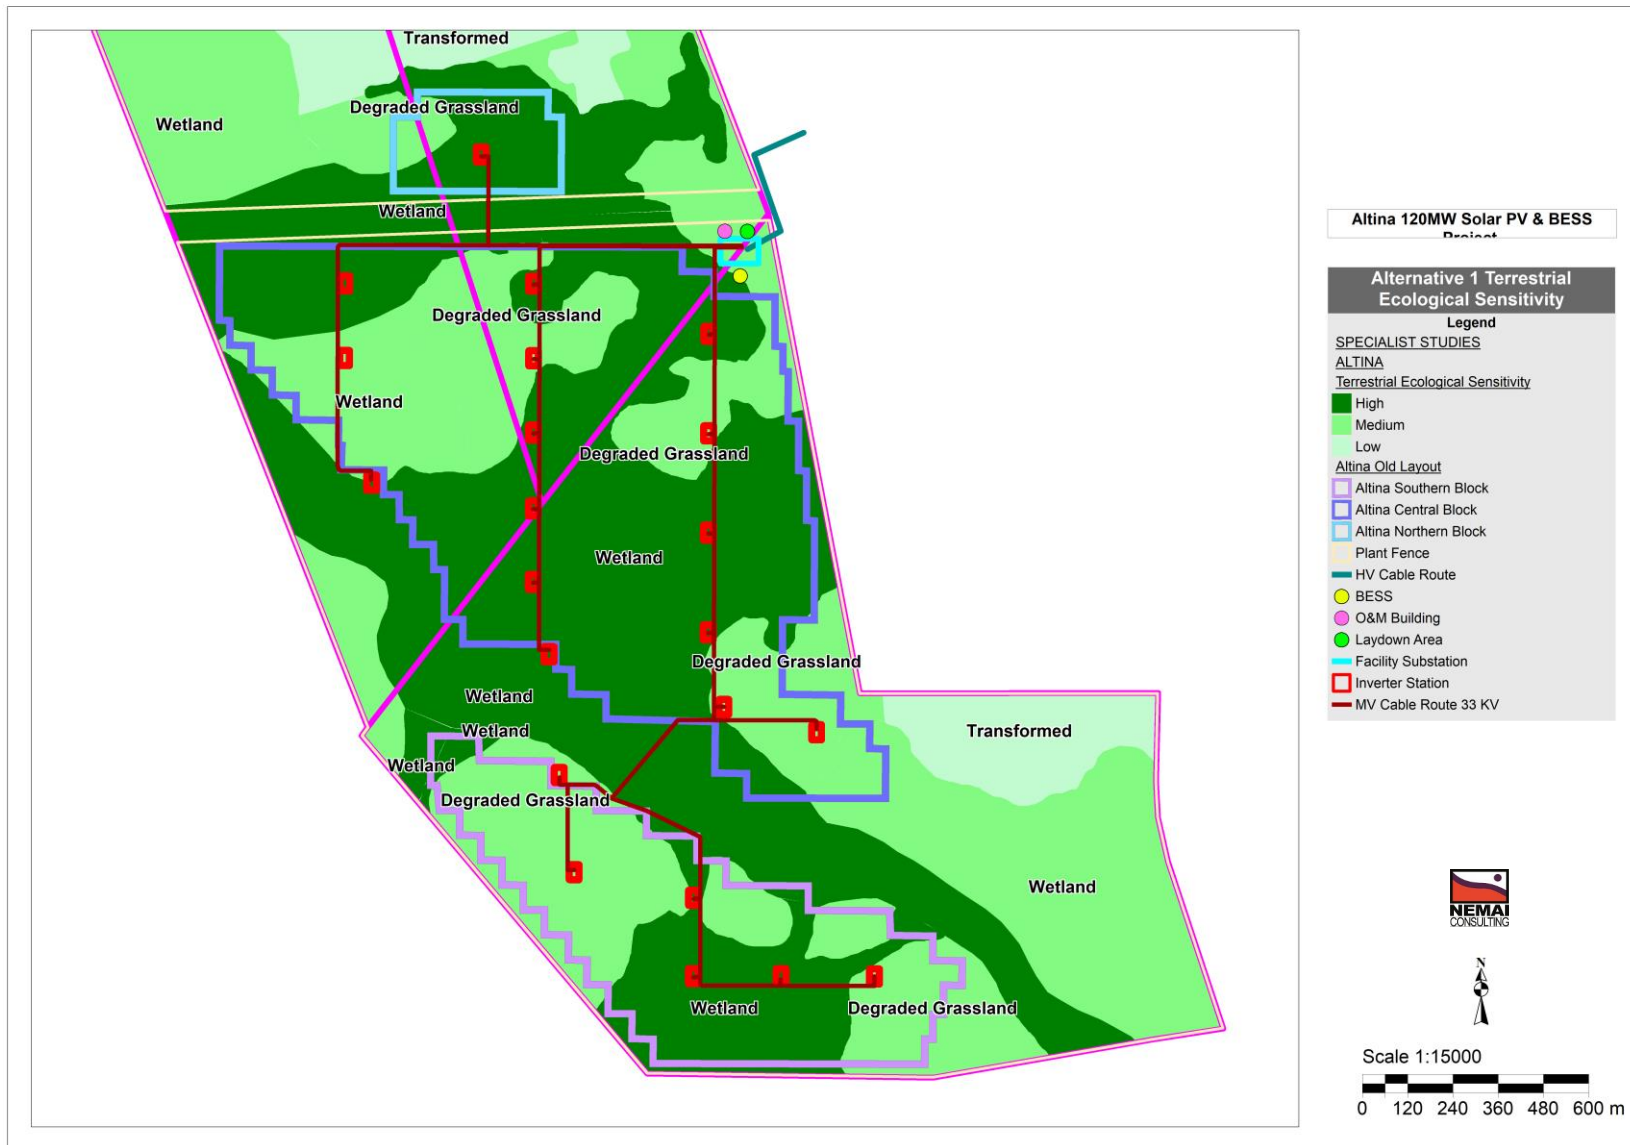 Transformed
Degraded Grassland
Wetland
Wetland
Degraded Grassland
Wetland
Degraded Grassland
Wetland
Degraded Grassland
Wetland
Wetland
Transformed
Wetland
Degraded Grassland
Wetland
Wetland
Degraded Grassland
Altina 120MW Solar PV & BESS
Project
Alternative 1 Terrestrial
Ecological Sensitivity
Legend
SPECIALIST STUDIES
ALTINA
Terrestrial Ecological Sensitivity
High
Medium
Low
Altina Old Layout
Altina Southern Block
Altina Central Block
Altina Northern Block
Plant Fence
HV Cable Route
BESS
O&M Building
Laydown Area
Facility Substation
Inverter Station
MV Cable Route 33 KV
NEMAI
CONSULTING
N
Scale 1:15000
0 120 240 360 480 600 m